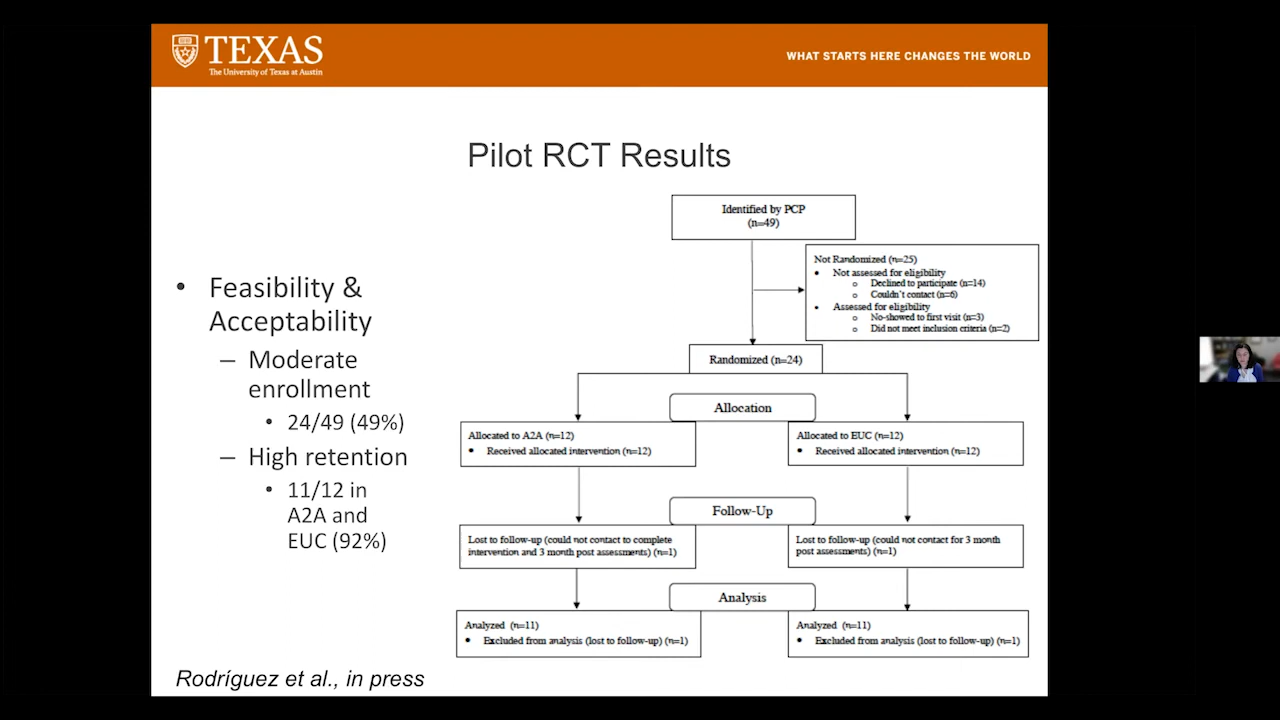 TEXAS
The University of Texas at Austin
WHAT STARTS HERE CHANGES THE WORLD
Pilot RCT Results
• Feasibility &
Acceptability
– Moderate
enrollment
• 24/49 (49%)
– High retention
• 11/12 in
A2A and
EUC (92%)
Identified by PCP
(n=49)
Not Randomized (n=25)
• Not assessed for eligibility
o Declined to participate (n=14)
o Couldn't contact (n=6)
• Assessed for eligibility
o No-showed to first visit (n=3)
o Did not meet inclusion criteria (n=2)
Randomized (n=24)
Allocation
Allocated to A2A (n=12)
• Received allocated intervention (n=12)
Allocated to EUC (n=12)
• Received allocated intervention (n=12)
Follow-Up
Lost to follow-up (could not contact to complete
intervention and 3 month post assessments) (n=1)
Lost to follow-up (could not contact for 3 month
post assessments) (n=1)
Analysis
Analyzed (n=11)
• Excluded from analysis (lost to follow-up) (n=1)
Analyzed (n=11)
• Excluded from analysis (lost to follow-up) (n=1)
Rodríguez et al., in press